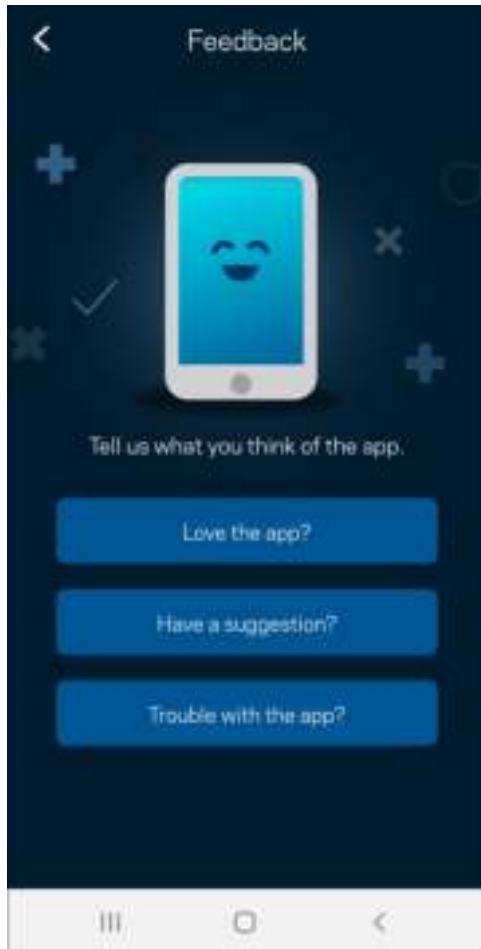 Feedback
Tell us what you think of the app.
Love the app?
Have a suggestion?
Trouble with the app?